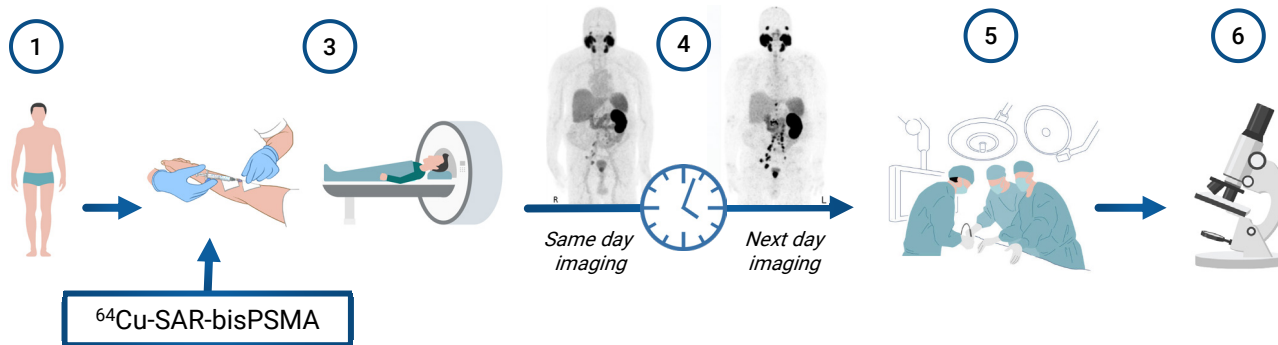 1
3
4
5
6
R
L
Same day
imaging
Next day
imaging
⁶⁴Cu-SAR-bisPSMA